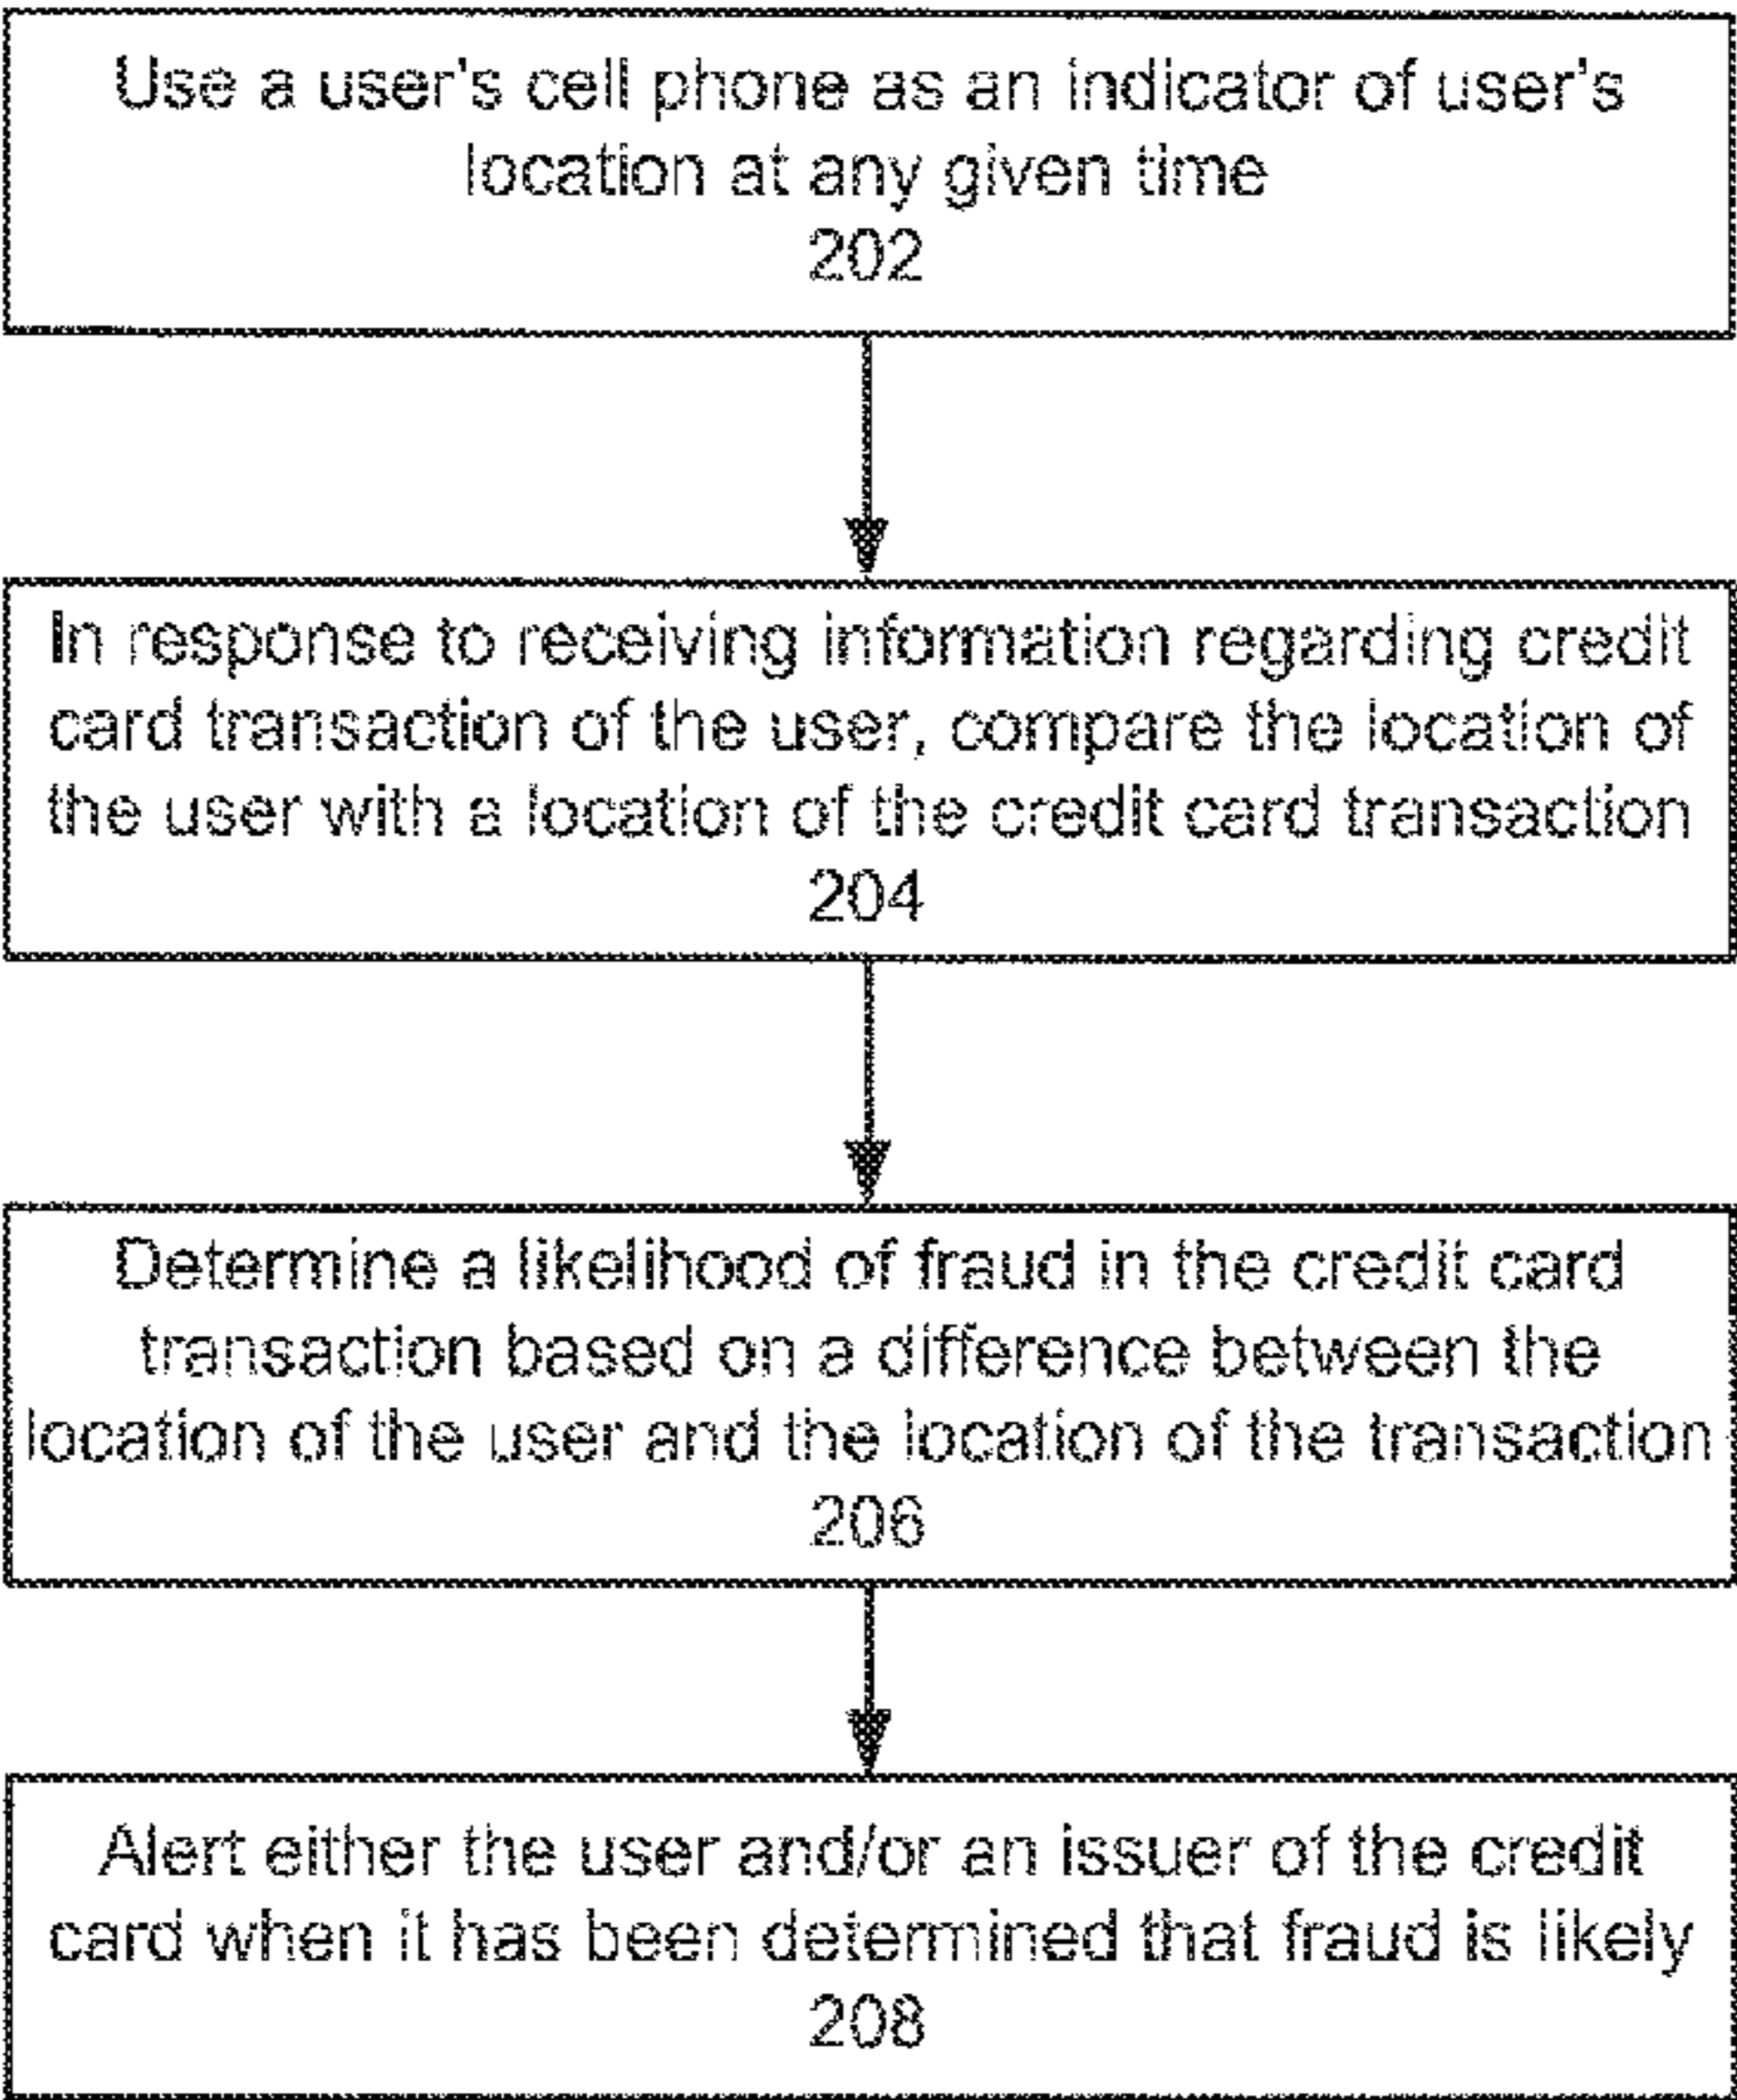 Use a user's cell phone as an indicator of user's
location at any given time
202
In response to receiving information regarding credit
card transaction of the user, compare the location of
the user with a location of the credit card transaction
204
Determine a likelihood of fraud in the credit card
transaction based on a difference between the
location of the user and the location of the transaction
206
Alert either the user and/or an issuer of the credit
card when it has been determined that fraud is likely
208